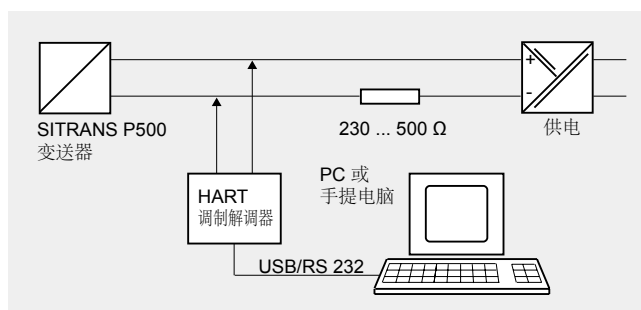 +
-
SITRANS P500
变送器
230 ... 500 Ω
供电
PC 或
手提电脑
HART
调制解调器
USB/RS 232